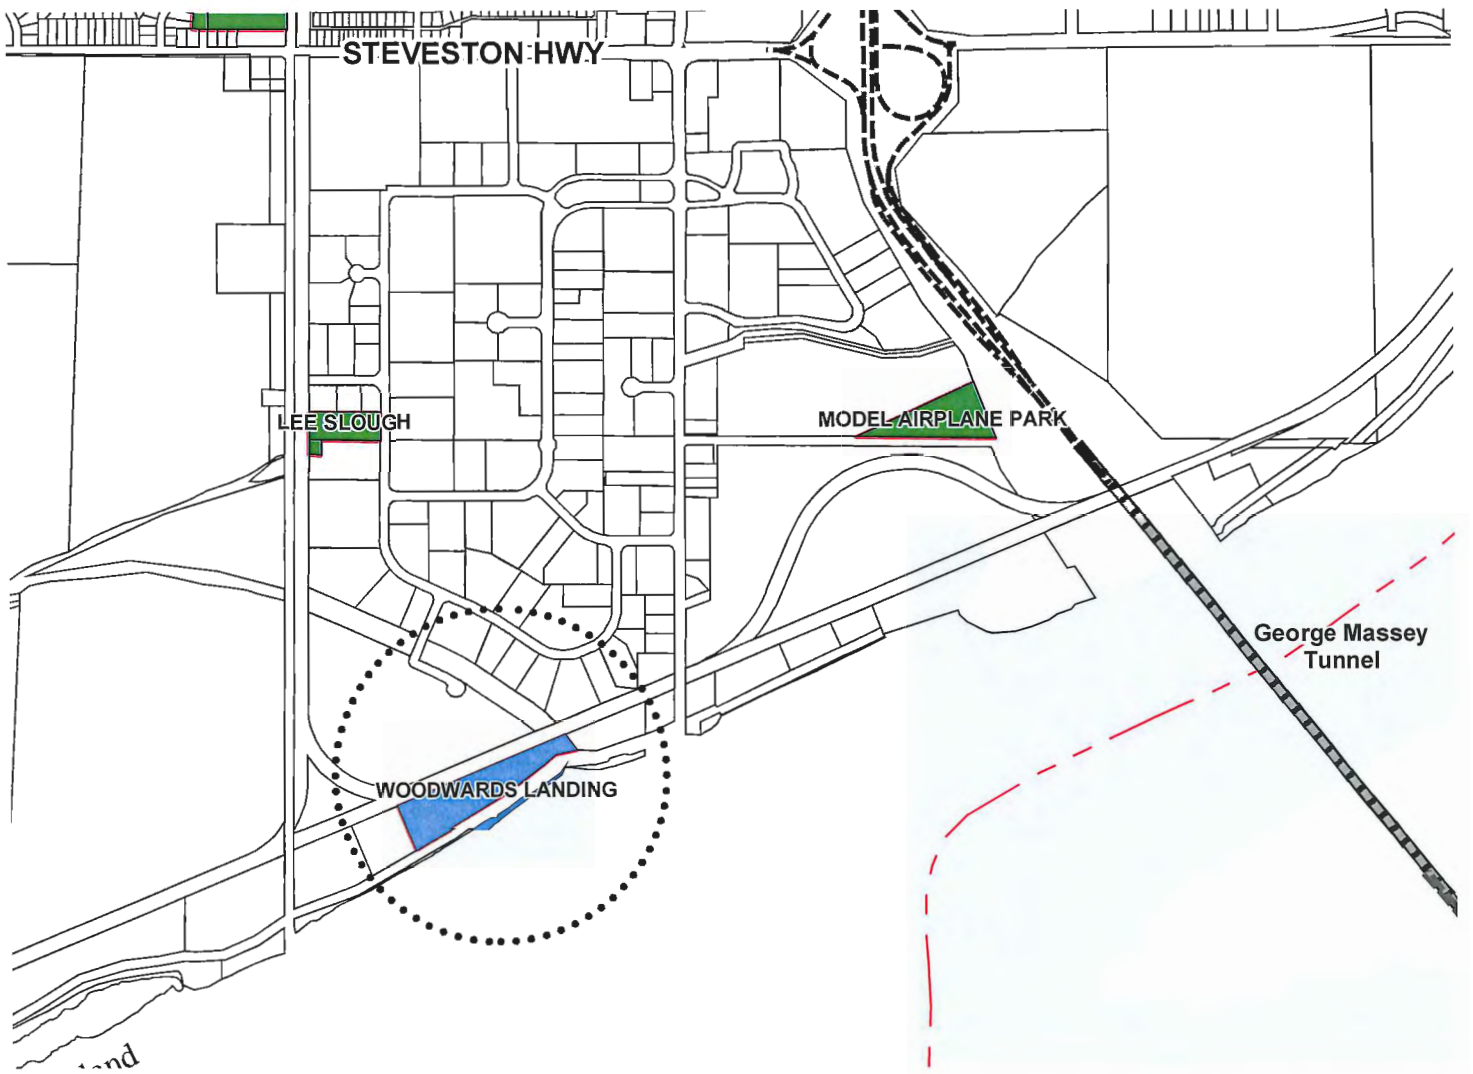 STEVESTON HWY
LEE SLOUGH
MODEL AIRPLANE PARK
George Massey
Tunnel
WOODWARDS LANDING